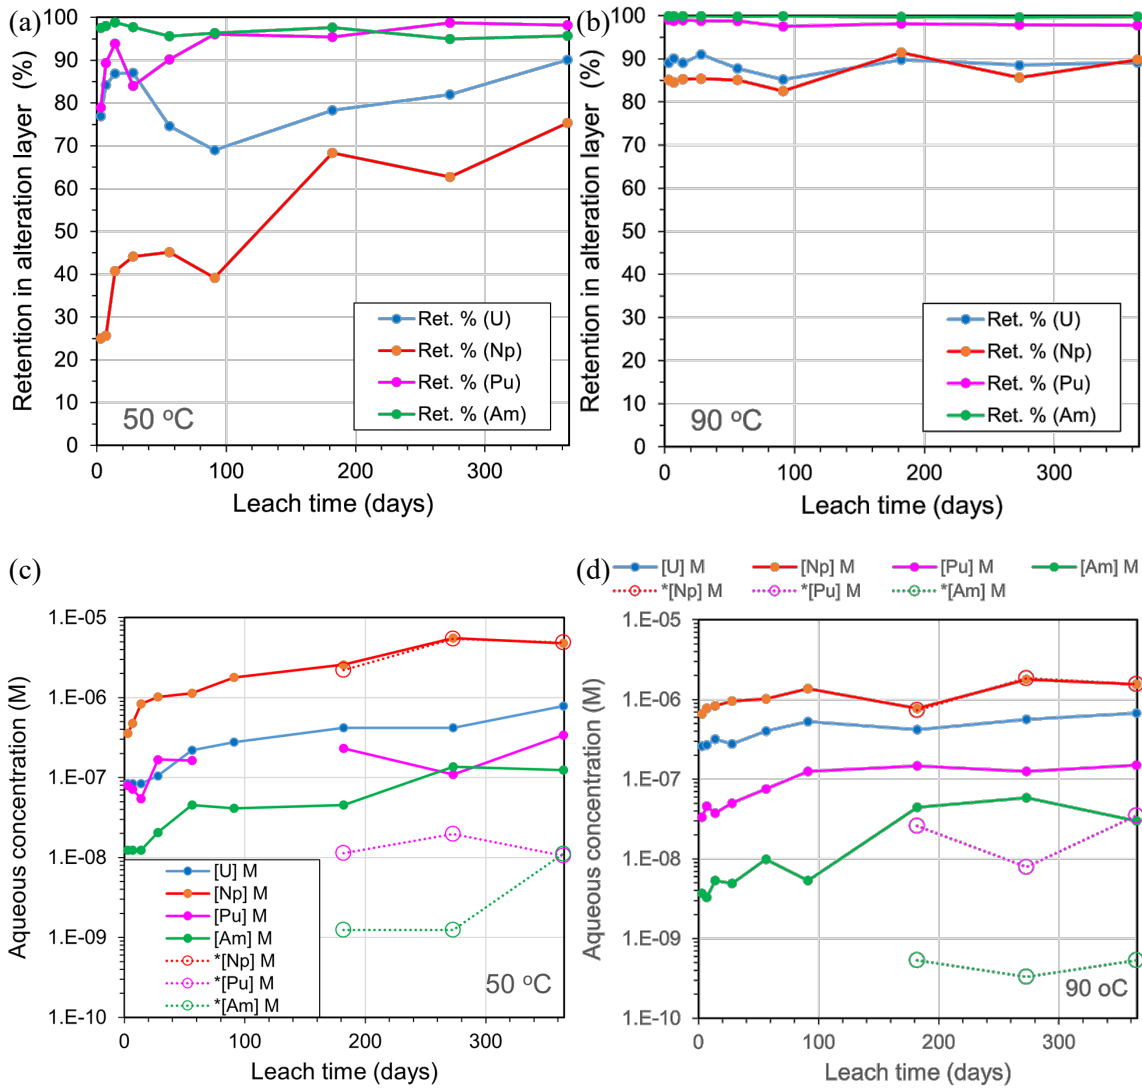 (a)
Retention in alteration layer (%)
100
90
80
70
60
50
40
30
20
10
0
Ret. % (U)
Ret. % (Np)
Ret. % (Pu)
Ret. % (Am)
50 °C
0 100 200 300
Leach time (days)
(b)
Retention in alteration layer (%)
100
90
80
70
60
50
40
30
20
10
0
Ret. % (U)
Ret. % (Np)
Ret. % (Pu)
Ret. % (Am)
90 °C
0 100 200 300
Leach time (days)
(c)
Aqueous concentration (M)
1.E-05
1.E-06
1.E-07
1.E-08
1.E-09
1.E-10
[U] M
[Np] M
[Pu] M
[Am] M
*[Np] M
*[Pu] M
*[Am] M
50 °C
0 100 200 300
Leach time (days)
(d)
[U] M [Np] M [Pu] M [Am] M
*[Np] M *[Pu] M *[Am] M
Aqueous concentration (M)
1.E-05
1.E-06
1.E-07
1.E-08
1.E-09
1.E-10
90 oC
0 100 200 300
Leach time (days)